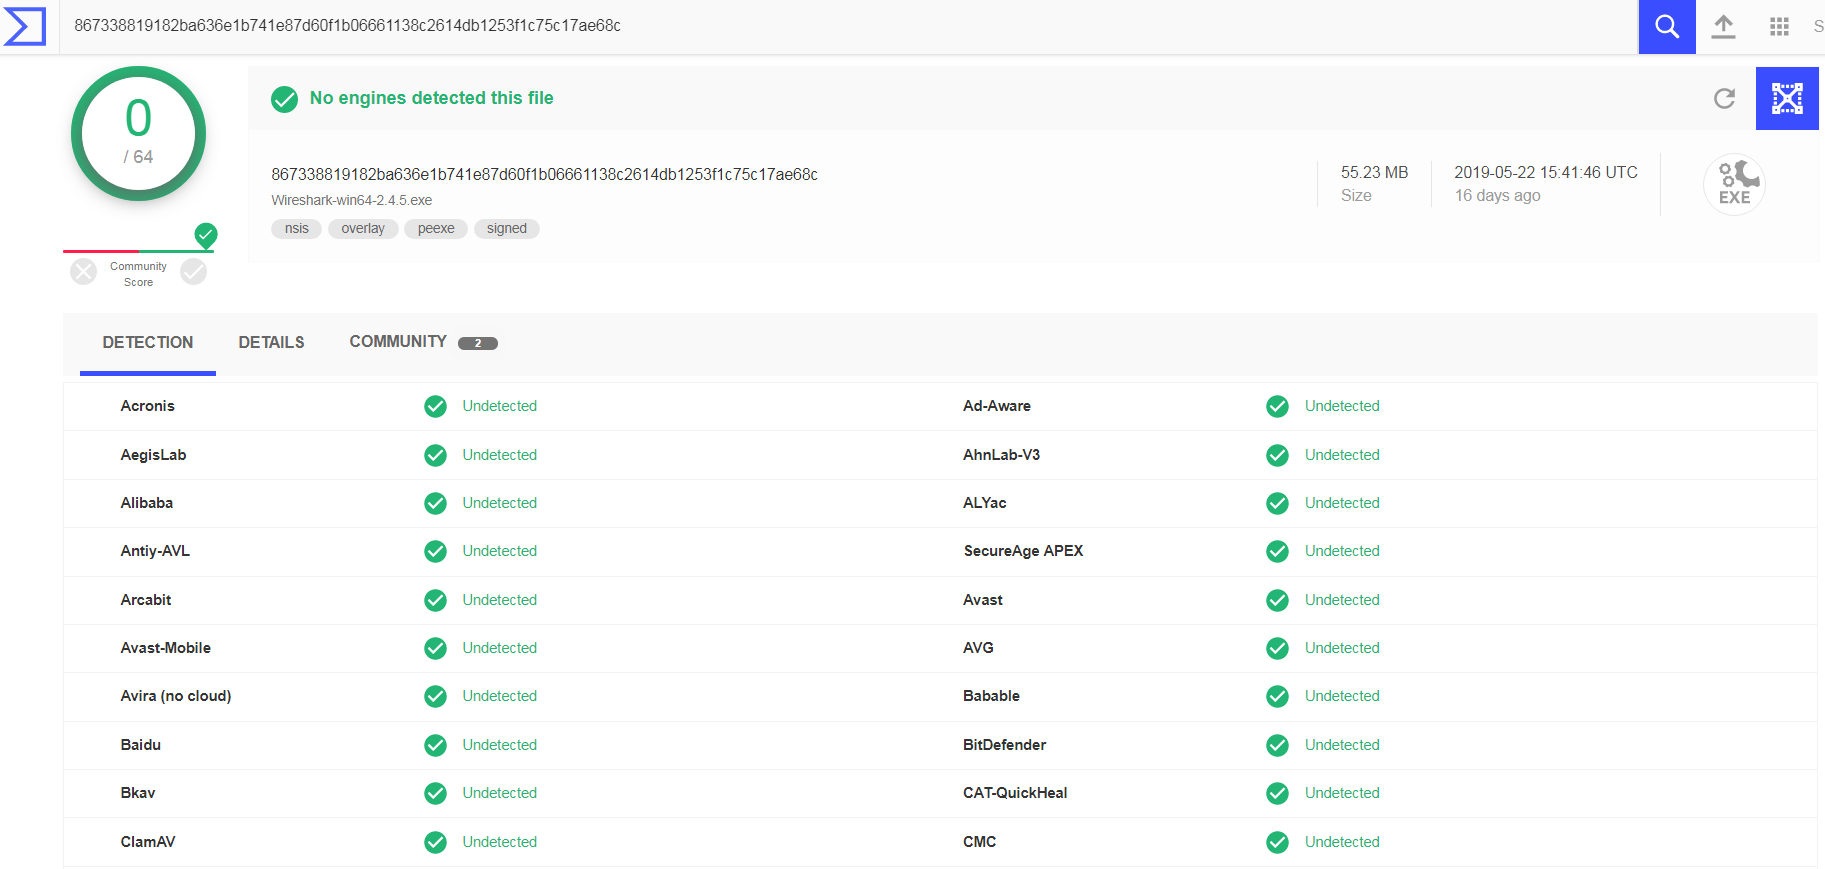 867338819182ba636e1b741e87d60f1b06661138c2614db1253f1c75c17ae68c
S
0
/ 64
Community
Score
No engines detected this file
867338819182ba636e1b741e87d60f1b06661138c2614db1253f1c75c17ae68c
Wireshark-win64-2.4.5.exe
nsis overlay peexe signed
55.23 MB
Size
2019-05-22 15:41:46 UTC
16 days ago
EXE
DETECTION DETAILS COMMUNITY 2
Acronis Undetected Ad-Aware Undetected
AegisLab Undetected AhnLab-V3 Undetected
Alibaba Undetected ALYac Undetected
Antiy-AVL Undetected SecureAge APEX Undetected
Arcabit Undetected Avast Undetected
Avast-Mobile Undetected AVG Undetected
Avira (no cloud) Undetected Babable Undetected
Baidu Undetected BitDefender Undetected
Bkav Undetected CAT-QuickHeal Undetected
ClamAV Undetected CMC Undetected